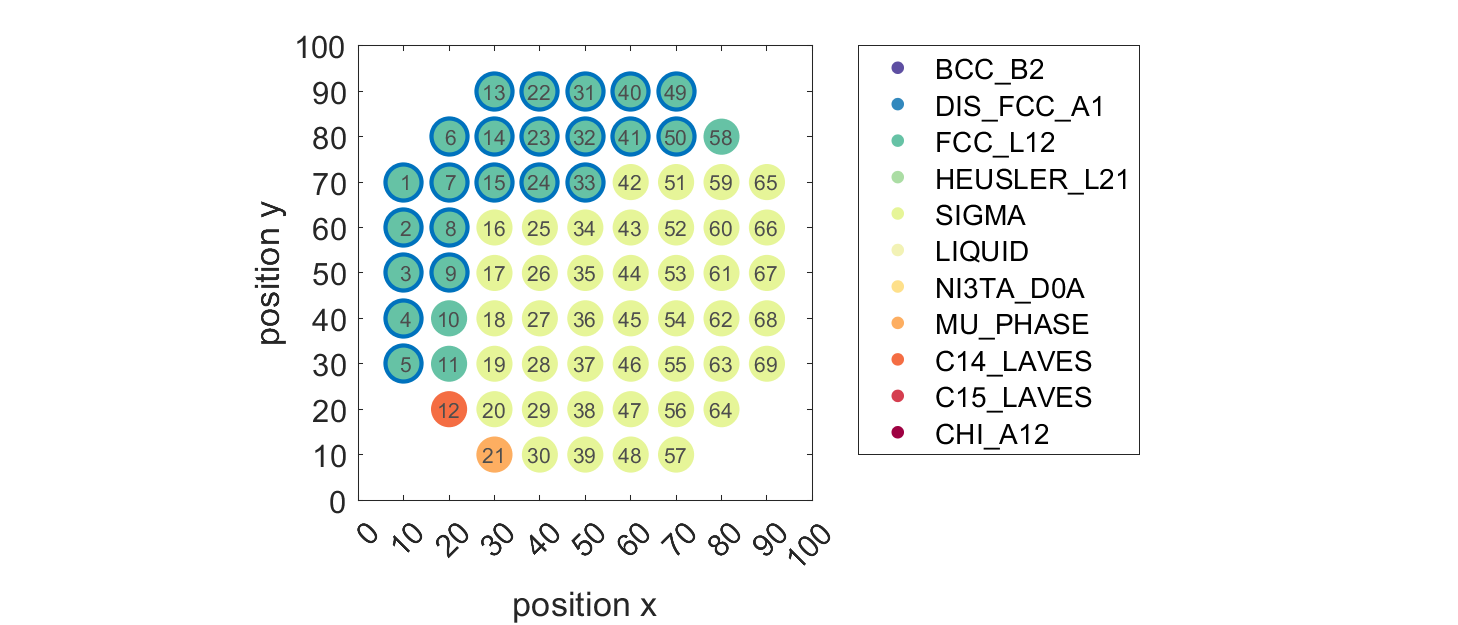 100
90
80
70
60
50
40
30
20
10
0
position y
13 22 31 40 49
6 14 23 32 41 50 58
1 7 15 24 33 42 51 59 65
2 8 16 25 34 43 52 60 66
3 9 17 26 35 44 53 61 67
4 10 18 27 36 45 54 62 68
5 11 19 28 37 46 55 63 69
12 20 29 38 47 56 64
21 30 39 48 57
0 10 20 30 40 50 60 70 80 90 100
position x
BCC_B2
DIS_FCC_A1
FCC_L12
HEUSLER_L21
SIGMA
LIQUID
NI3TA_D0A
MU_PHASE
C14_LAVES
C15_LAVES
CHI_A12